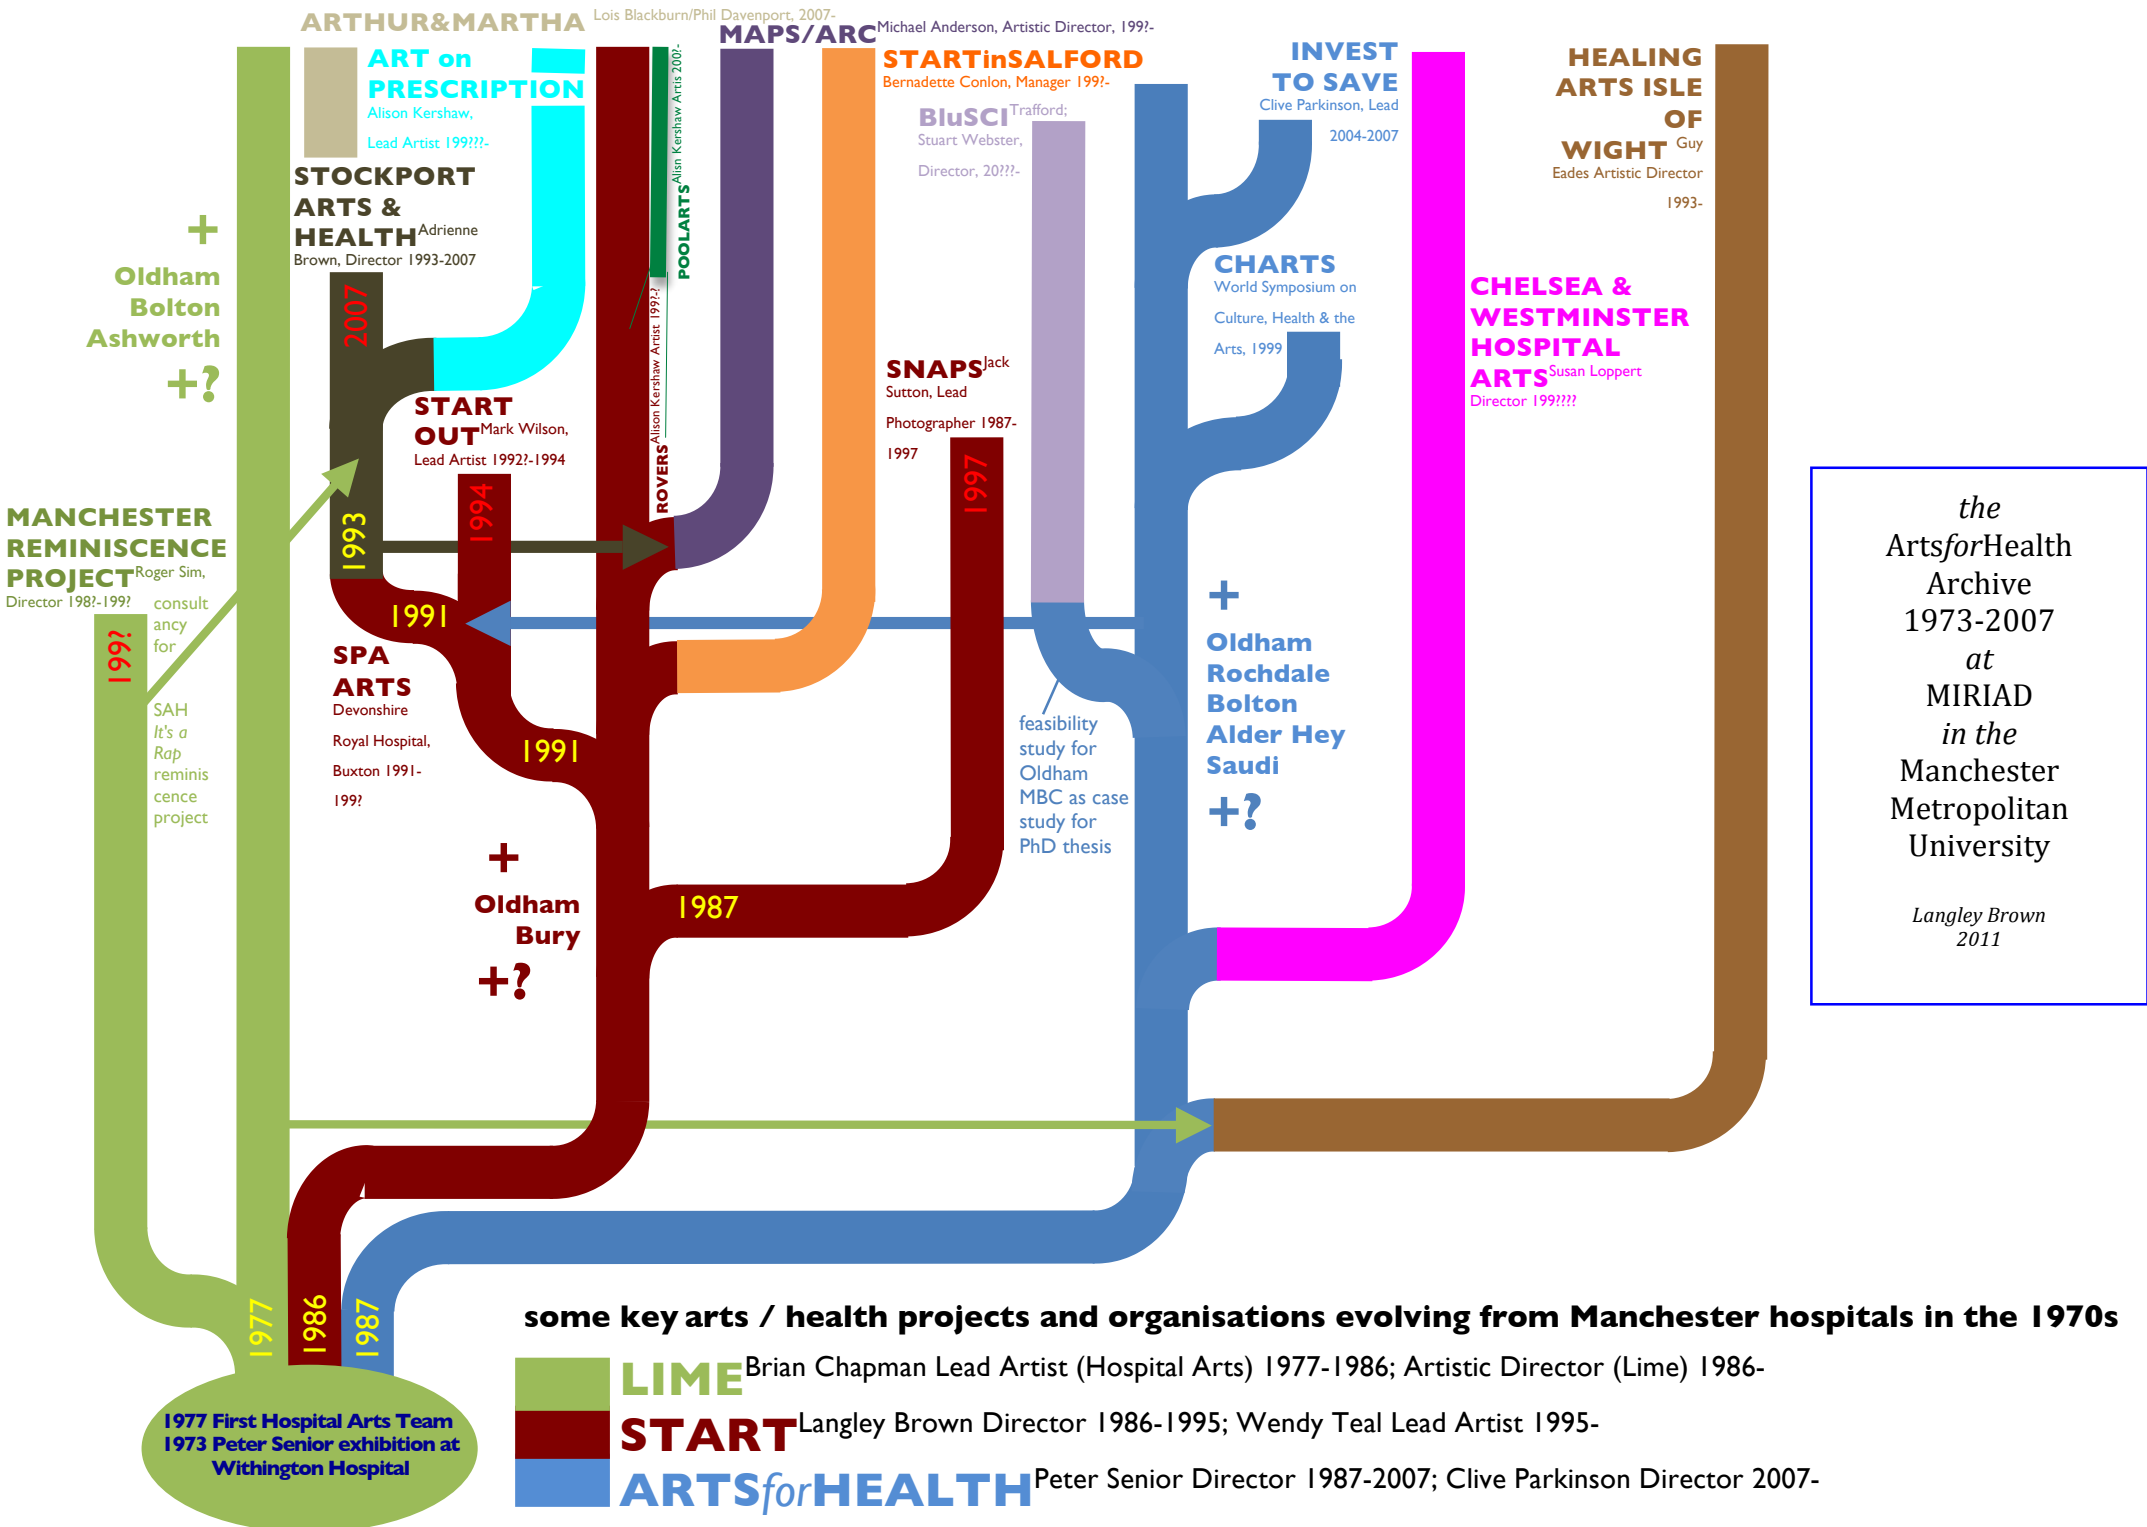 ARTHUR&MARTHA Lois Blackburn/Phil Davenport, 2007-
MAPS/ARC Michael Anderson, Artistic Director, 199?-
ART on
PRESCRIPTION
Alison Kershaw,
Lead Artist 199???-
STARTinSALFORD
Bernadette Conlon, Manager 199?-
BluSCI Trafford;
Stuart Webster,
Director, 20???-
INVEST
TO SAVE
Clive Parkinson, Lead
2004-2007
HEALING
ARTS ISLE
OF
WIGHT Guy
Eades Artistic Director
1993-
STOCKPORT
ARTS &
HEALTH Adrienne
Brown, Director 1993-2007
POOLARTS Alisn Kershaw Artis 200?-
+
Oldham
Bolton
Ashworth
+?
2007
CHARTS
World Symposium on
Culture, Health & the
Arts, 1999
CHELSEA &
WESTMINSTER
HOSPITAL
ARTS Susan Loppert
Director 199????
START
OUT Mark Wilson,
Lead Artist 1992?-1994
ROVERS Alison Kershaw Artist 199?-?
SNAPS Jack
Sutton, Lead
Photographer 1987-
1997
1997
1994
1993
MANCHESTER
REMINISCENCE
PROJECT Roger Sim,
Director 198?-199?
consult
ancy
for
SAH
It's a
Rap
reminis
cence
project
199?
1991
SPA
ARTS
Devonshire
Royal Hospital,
Buxton 1991-
199?
1991
feasibility
study for
Oldham
MBC as case
study for
PhD thesis
+
Oldham
Rochdale
Bolton
Alder Hey
Saudi
+?
+
Oldham
Bury
+?
1987
the
ArtsforHealth
Archive
1973-2007
at
MIRIAD
in the
Manchester
Metropolitan
University
Langley Brown
2011
1977
1986
1987
1977 First Hospital Arts Team
1973 Peter Senior exhibition at
Withington Hospital
some key arts / health projects and organisations evolving from Manchester hospitals in the 1970s
LIME Brian Chapman Lead Artist (Hospital Arts) 1977-1986; Artistic Director (Lime) 1986-
START Langley Brown Director 1986-1995; Wendy Teal Lead Artist 1995-
ARTSforHEALTH Peter Senior Director 1987-2007; Clive Parkinson Director 2007-